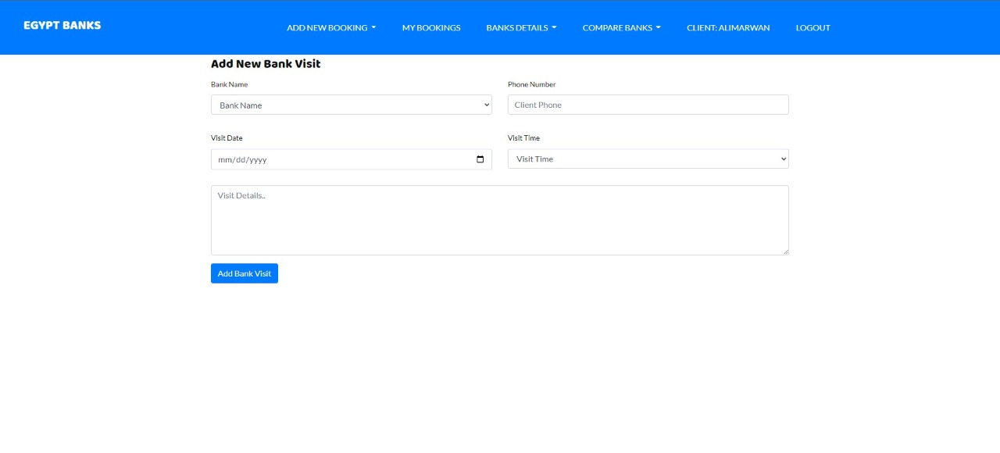 EGYPT BANKS
ADD NEW BOOKING MY BOOKINGS BANKS DETAILS COMPARE BANKS CLIENT: ALIMARWAN LOGOUT
Add New Bank Visit
Bank Name Phone Number
Bank Name Client Phone
Visit Date Visit Time
mm/dd/yyyy Visit Time
Visit Details..
Add Bank Visit